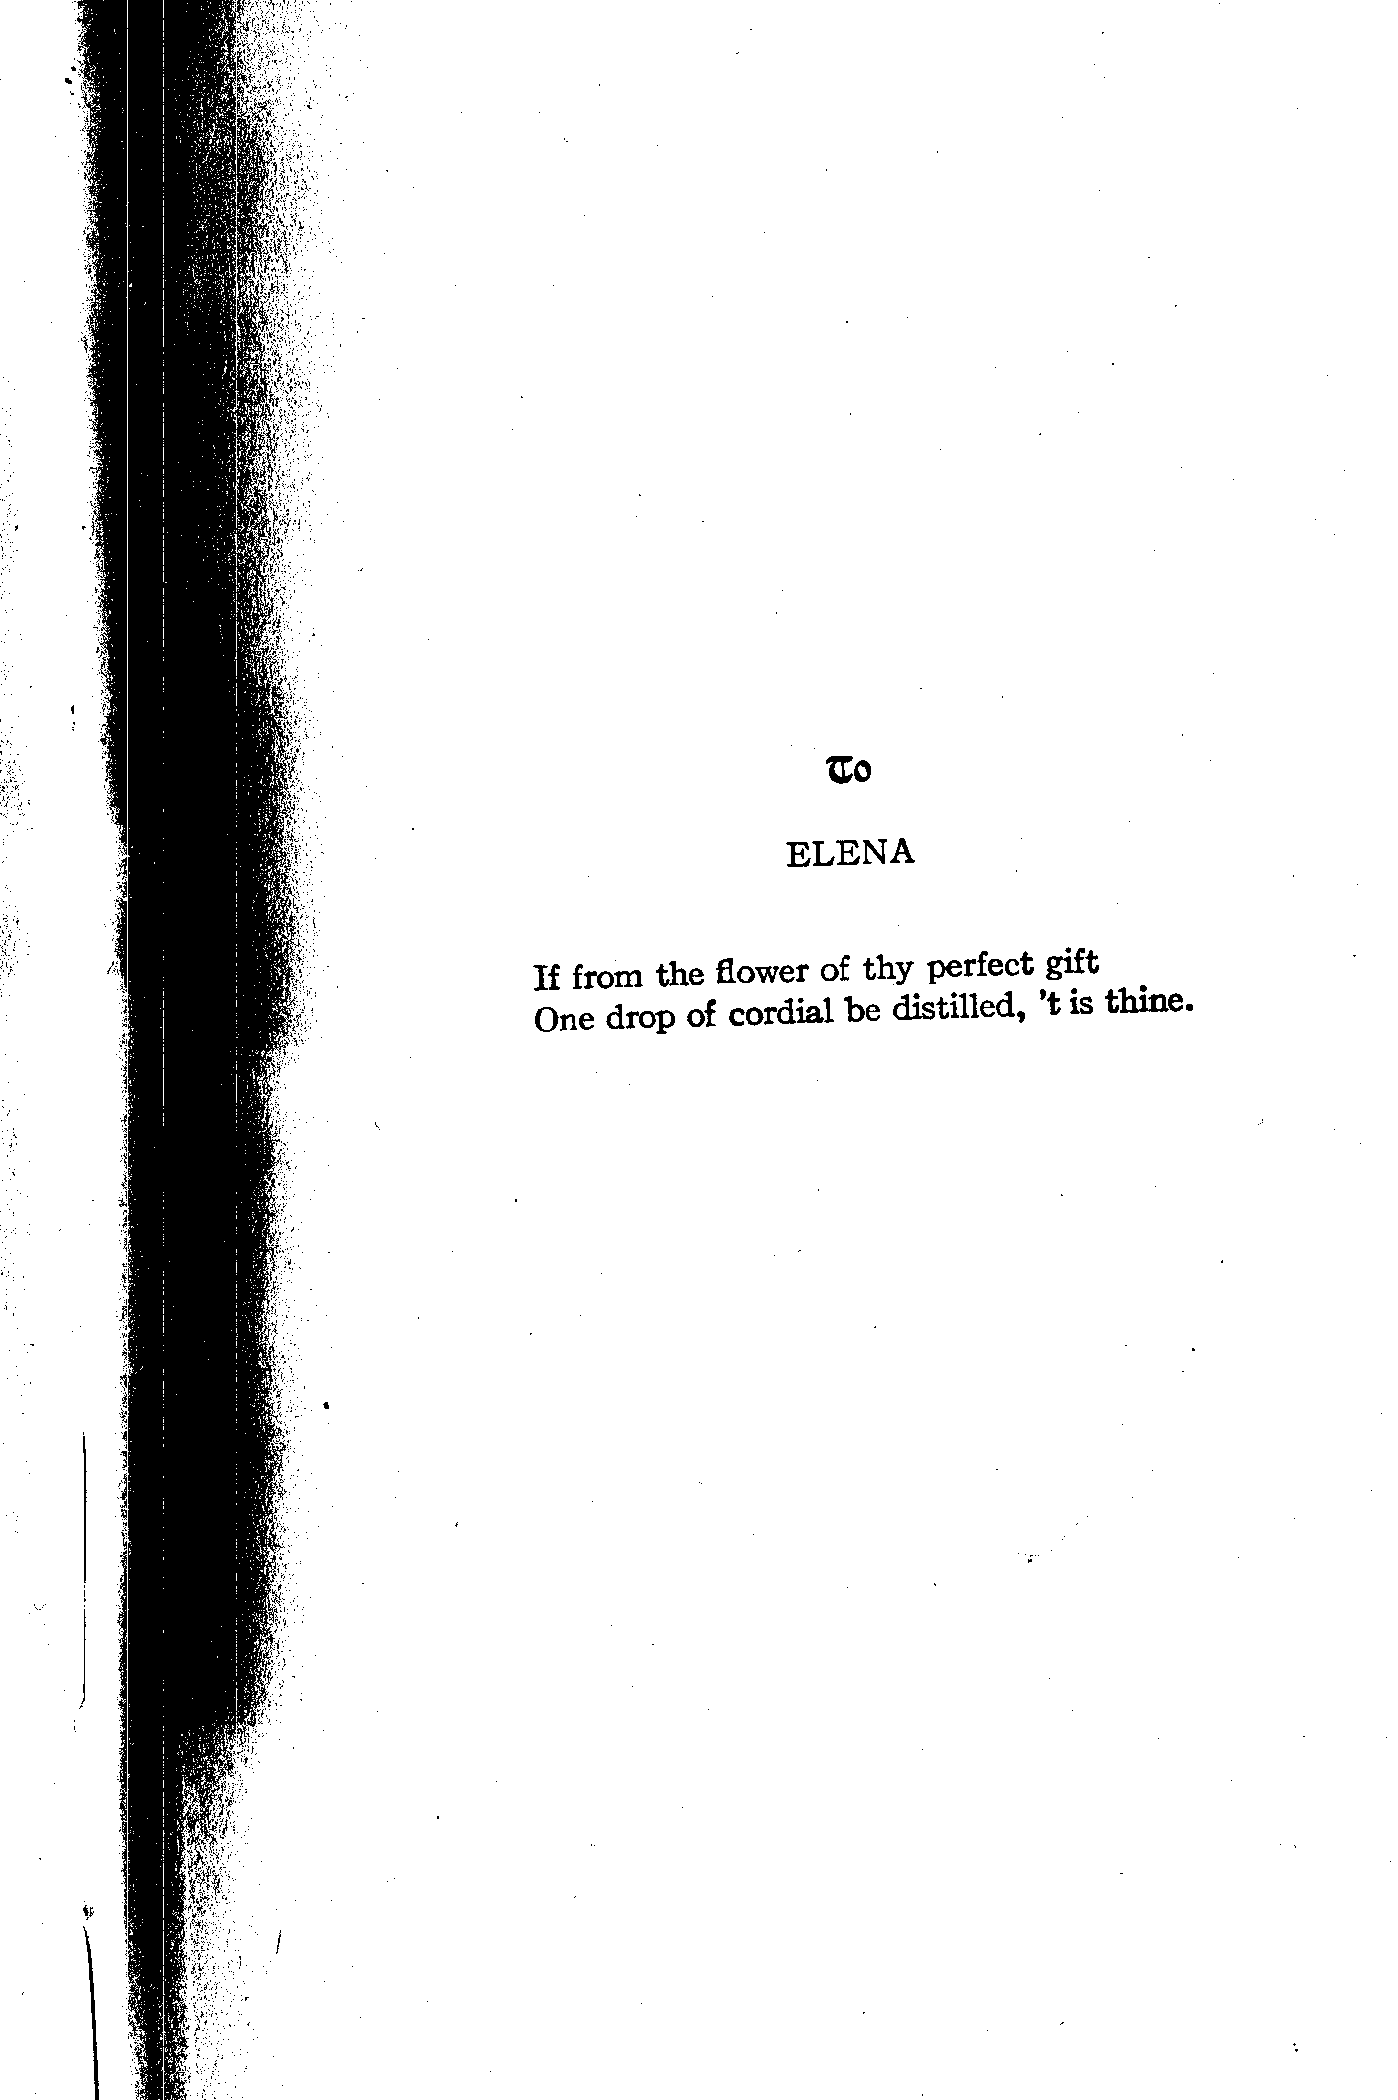 To
ELENA
If from the flower of thy perfect gift
One drop of cordial be distilled, 't is thine.